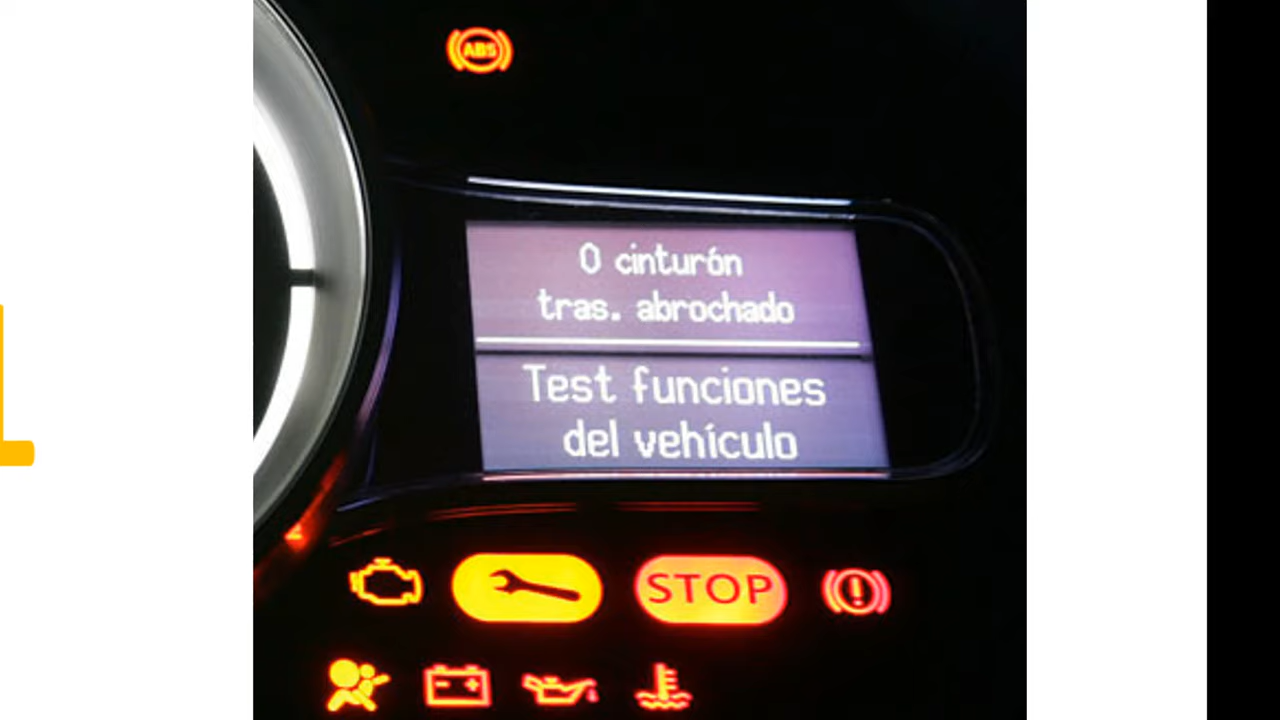 ABS
0 cinturón
tras. abrochado
Test funciones
del vehículo
STOP